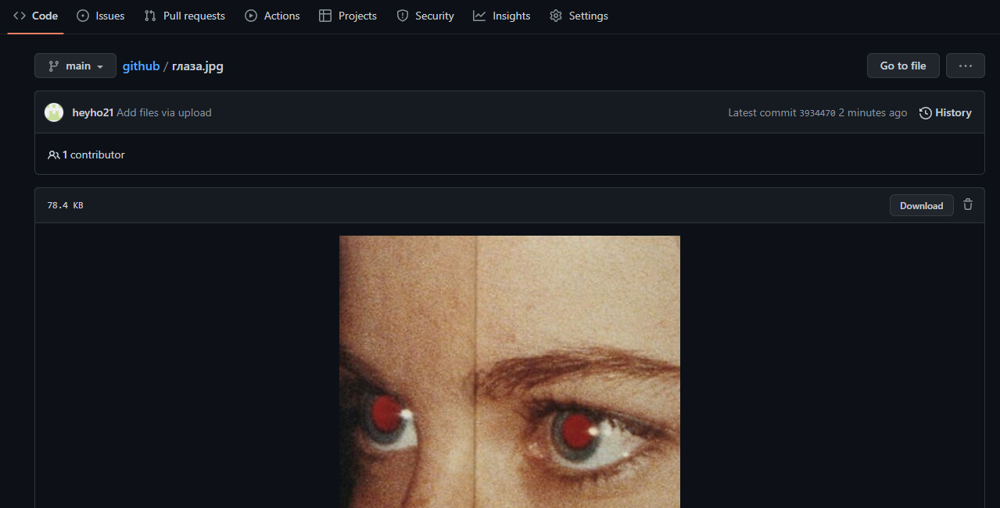 Code Issues Pull requests Actions Projects Security Insights Settings
main github / глаза.jpg Go to file ...
heyho21 Add files via upload Latest commit 3934470 2 minutes ago History
1 contributor
78.4 KB Download